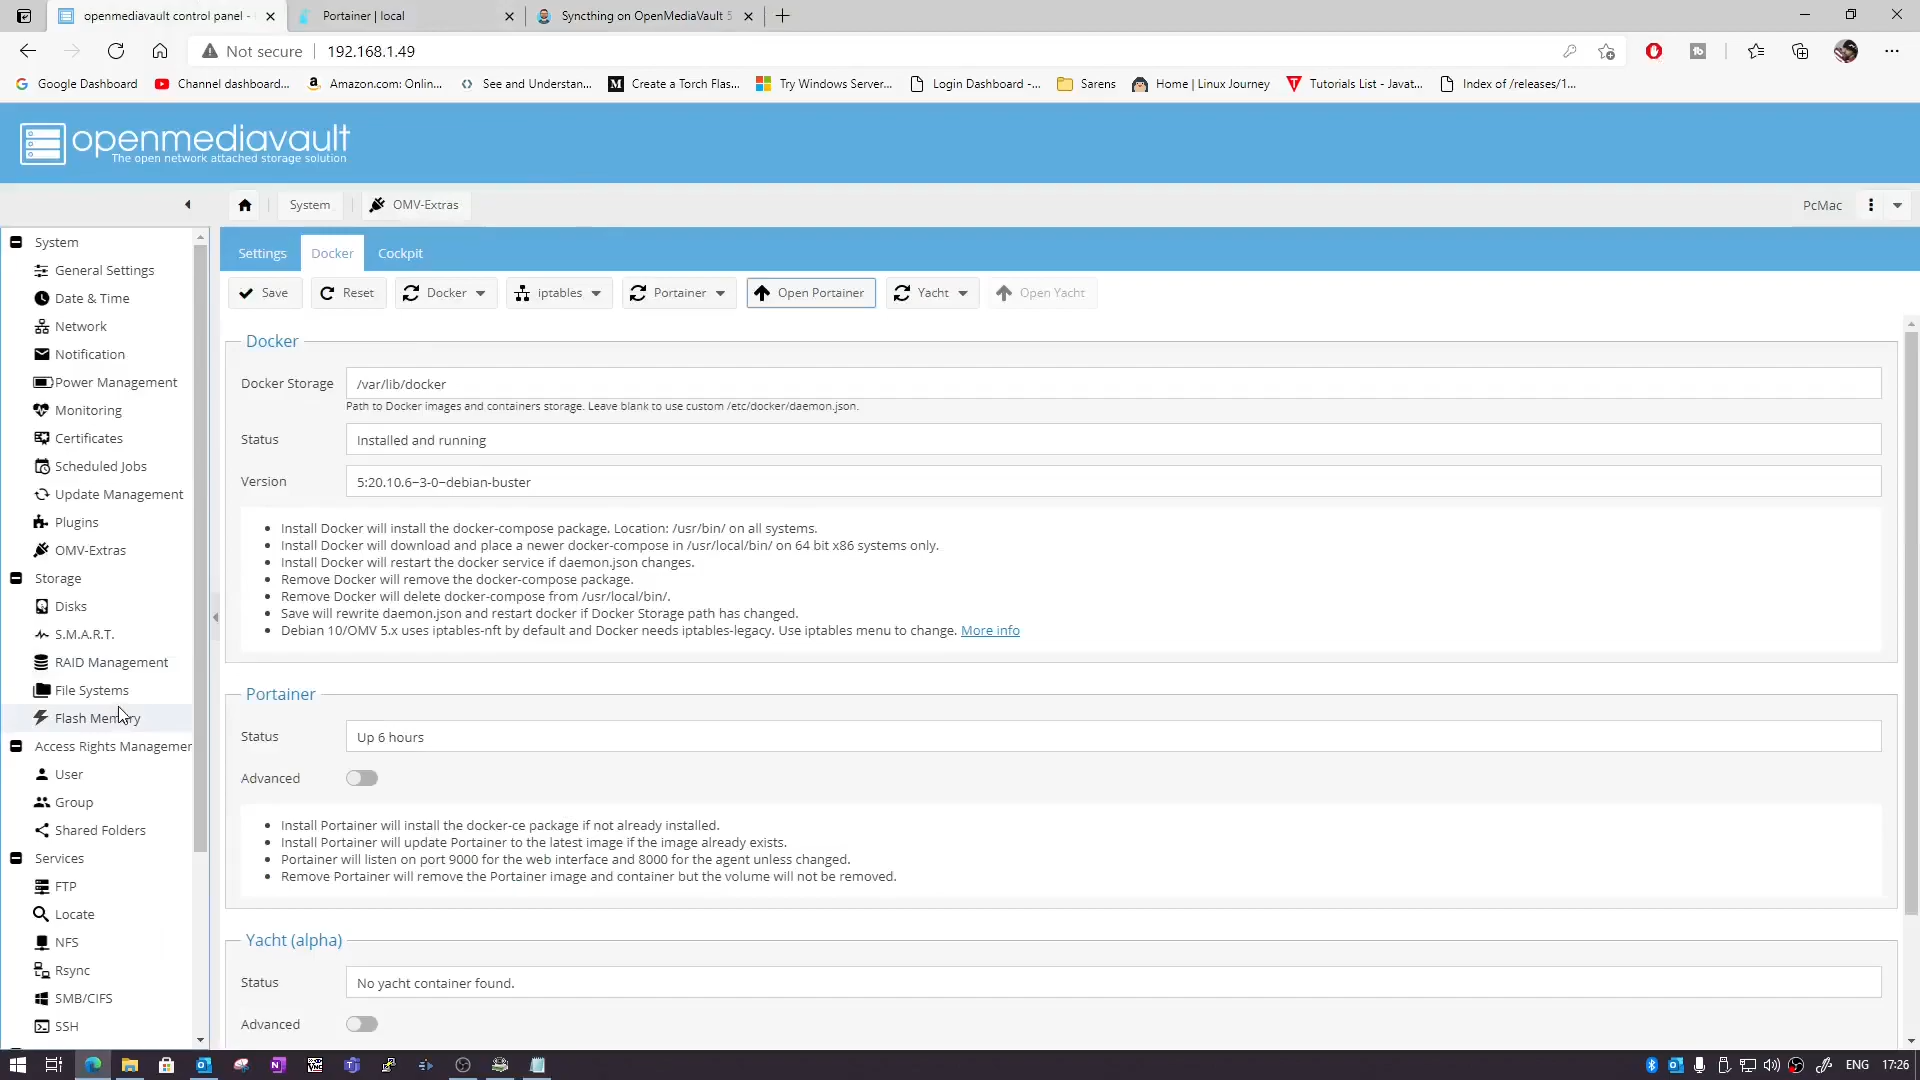 openmediavault control panel -
Portainer | local
Syncthing on OpenMediaVault 5
Not secure
192.168.1.49
Google Dashboard
Channel dashboard...
Amazon.com: Onlin...
See and Understan...
Create a Torch Flas...
Try Windows Server...
Login Dashboard -...
Sarens
Home | Linux Journey
Tutorials List - Javat...
Index of /releases/1...
openmediavault
The open network attached storage solution
System
OMV-Extras
PcMac
System
General Settings
Date & Time
Network
Notification
Power Management
Monitoring
Certificates
Scheduled Jobs
Update Management
Plugins
OMV-Extras
Storage
Disks
S.M.A.R.T.
RAID Management
File Systems
Flash Memory
Access Rights Managemen
User
Group
Shared Folders
Services
FTP
Locate
NFS
Rsync
SMB/CIFS
SSH
Settings
Docker
Cockpit
Save
Reset
Docker
iptables
Portainer
Open Portainer
Yacht
Open Yacht
Docker
Docker Storage
/var/lib/docker
Path to Docker images and containers storage. Leave blank to use custom /etc/docker/daemon.json.
Status
Installed and running
Version
5:20.10.6~3-0~debian-buster
Install Docker will install the docker-compose package. Location: /usr/bin/ on all systems.
Install Docker will download and place a newer docker-compose in /usr/local/bin/ on 64 bit x86 systems only.
Install Docker will restart the docker service if daemon.json changes.
Remove Docker will remove the docker-compose package.
Remove Docker will delete docker-compose from /usr/local/bin/.
Save will rewrite daemon.json and restart docker if Docker Storage path has changed.
Debian 10/OMV 5.x uses iptables-nft by default and Docker needs iptables-legacy. Use iptables menu to change. More info
Portainer
Status
Up 6 hours
Advanced
Install Portainer will install the docker-ce package if not already installed.
Install Portainer will update Portainer to the latest image if the image already exists.
Portainer will listen on port 9000 for the web interface and 8000 for the agent unless changed.
Remove Portainer will remove the Portainer image and container but the volume will not be removed.
Yacht (alpha)
Status
No yacht container found.
Advanced
ENG
17:26